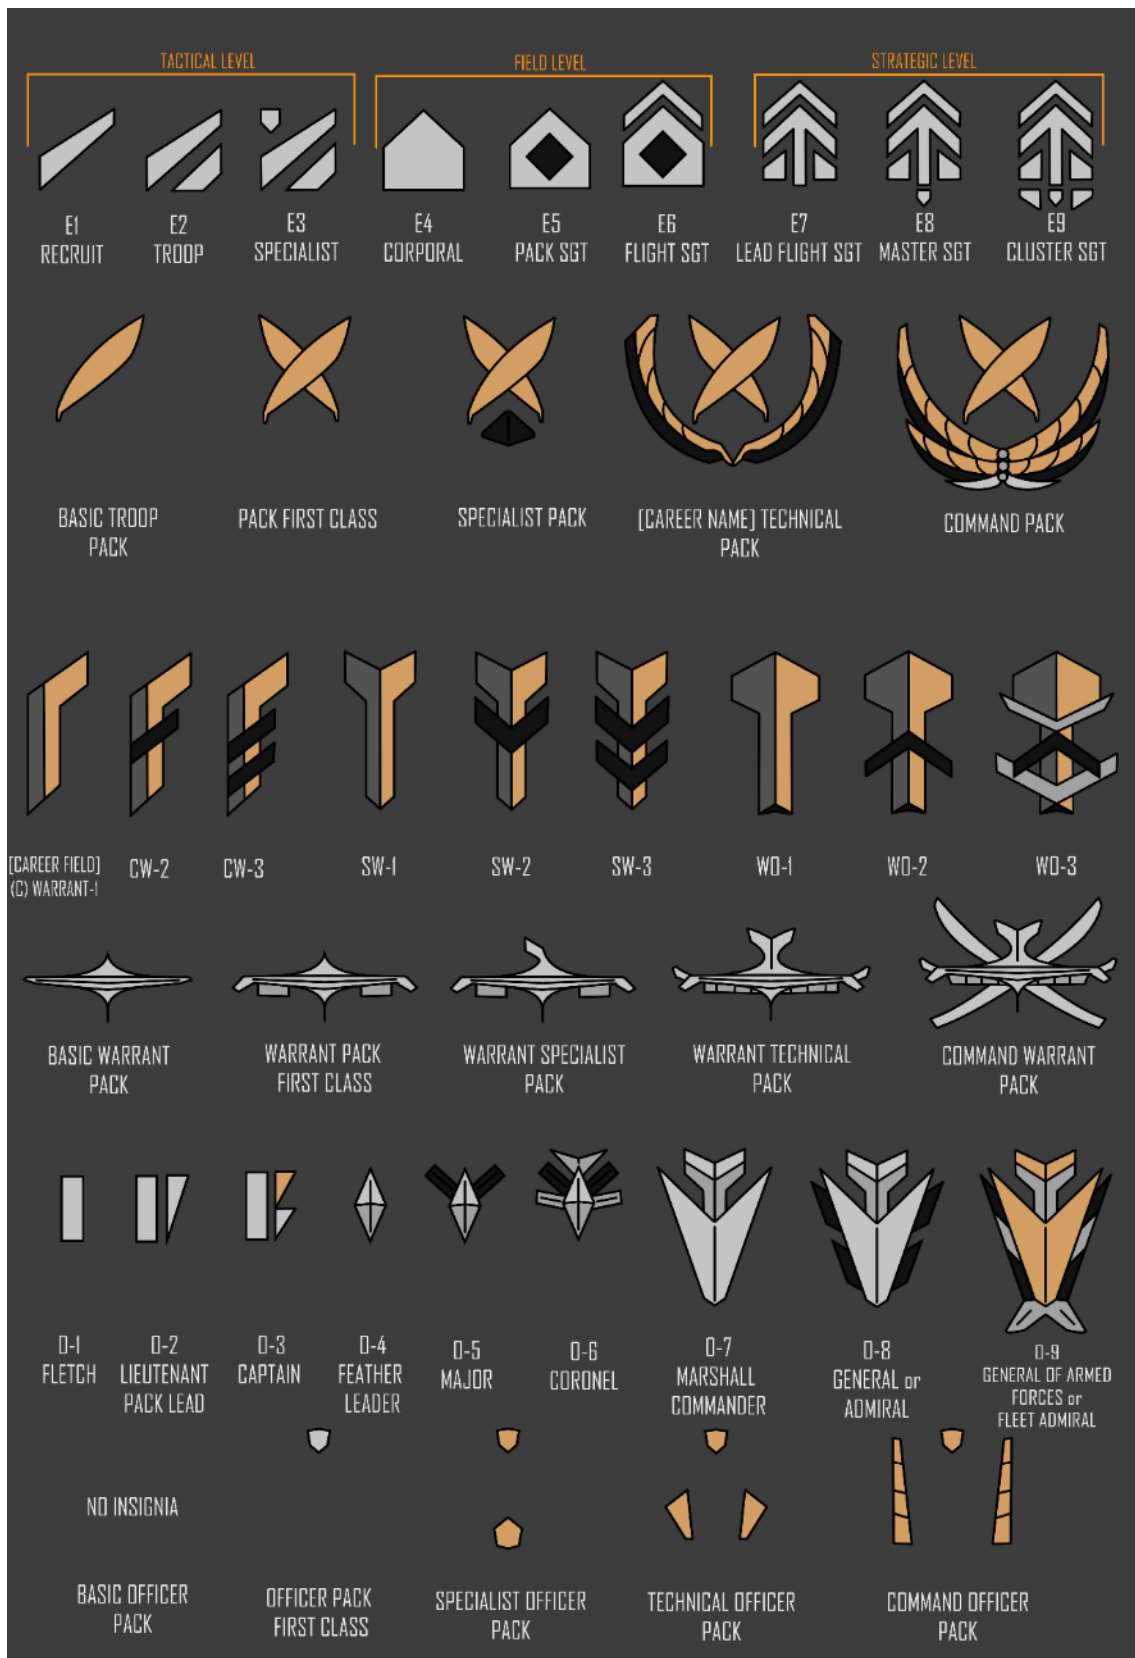 TACTICAL LEVEL
FIELD LEVEL
STRATEGIC LEVEL
E1
RECRUIT
E2
TROOP
E3
SPECIALIST
E4
CORPORAL
E5
PACK SGT
E6
FLIGHT SGT
E7
LEAD FLIGHT SGT
E8
MASTER SGT
E9
CLUSTER SGT
BASIC TROOP
PACK
PACK FIRST CLASS
SPECIALIST PACK
[CAREER NAME] TECHNICAL
PACK
COMMAND PACK
[CAREER FIELD]
(C) WARRANT-1
CW-2
CW-3
SW-1
SW-2
SW-3
WO-1
WO-2
WO-3
BASIC WARRANT
PACK
WARRANT PACK
FIRST CLASS
WARRANT SPECIALIST
PACK
WARRANT TECHNICAL
PACK
COMMAND WARRANT
PACK
O-1
FLETCH
O-2
LIEUTENANT
PACK LEAD
O-3
CAPTAIN
O-4
FEATHER
LEADER
O-5
MAJOR
O-6
CORONEL
O-7
MARSHALL
COMMANDER
O-8
GENERAL or
ADMIRAL
O-9
GENERAL OF ARMED
FORCES or
FLEET ADMIRAL
NO INSIGNIA
BASIC OFFICER
PACK
OFFICER PACK
FIRST CLASS
SPECIALIST OFFICER
PACK
TECHNICAL OFFICER
PACK
COMMAND OFFICER
PACK